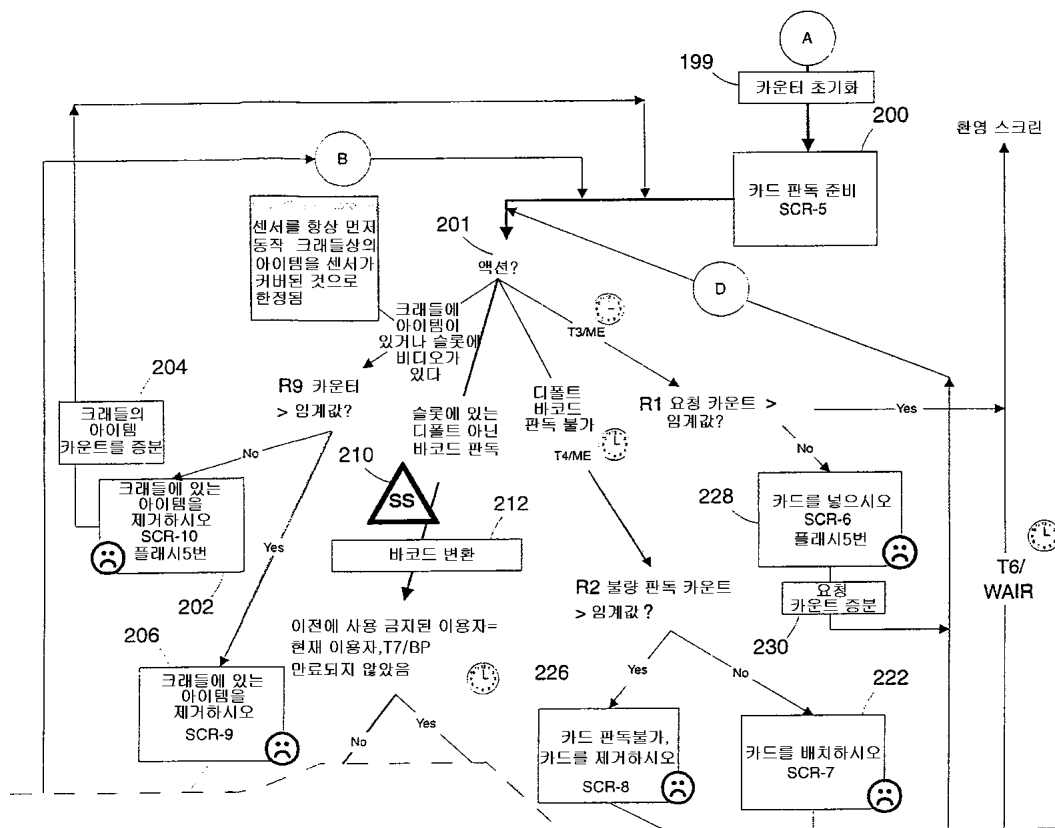 A
199
카운터 초기화
200
환영 스크린
카드 판독 준비
SCR-5
B
센서를 항상 먼저
동작 크래들상의
아이템을 센서가
커버된 것으로
한정됨
201
액션?
D
크래들에
아이템이
있거나 슬롯에
비디오가
있다
T3/ME
204
크래들의
아이템
카운트를 증분
R9 카운터
> 임계값?
슬롯에 있는
디폴트 아닌
바코드 판독
디폴트
바코드
판독 불가
T4/ME
R1 요청 카운트 >
임계값?
Yes
No
No
210
SS
크래들에 있는
아이템을
제거하시오
SCR-10
플래시5번
Yes
212
바코드 변환
228
카드를 넣으시오
SCR-6
플래시5번
T6/
WAIR
202
R2 불량 판독 카운트
> 임계값?
요청
카운트 증분
230
206
크래들에 있는
아이템을
제거하시오
SCR-9
이전에 사용 금지된 이용자=
현재 이용자,T7/BP
만료되지 않았음
226
Yes
No
222
No
Yes
카드 판독불가,
카드를 제거하시오
SCR-8
카드를 배치하시오
SCR-7